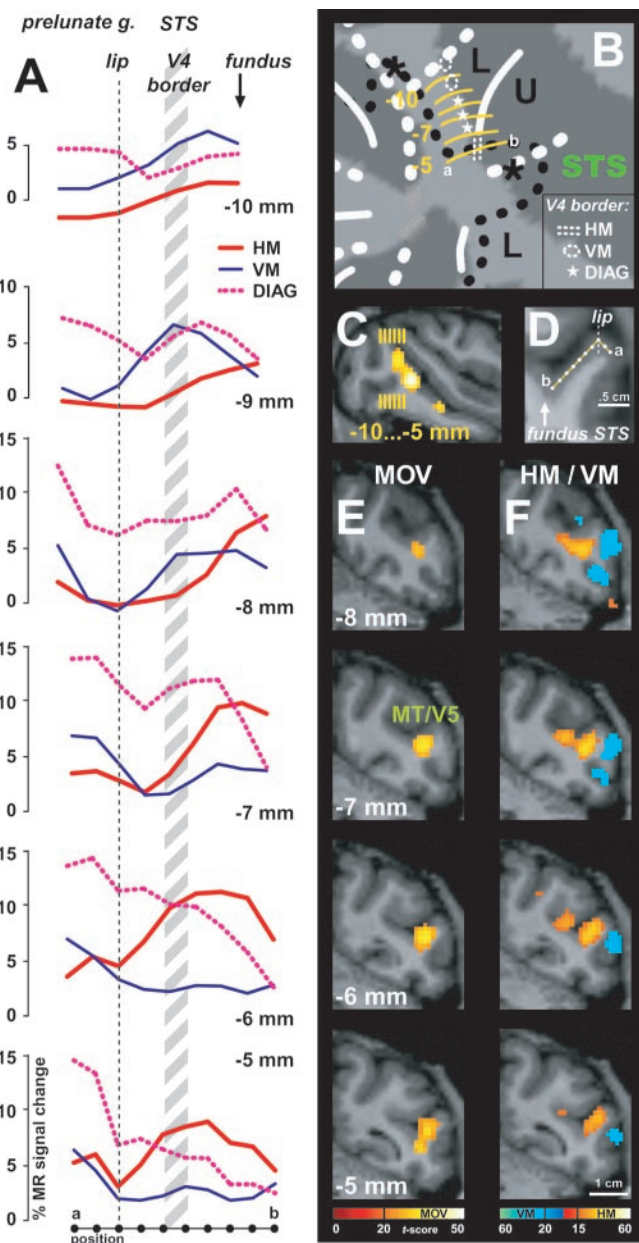 prelunate g. STS
A lip V4 border fundus
5
0
-10 mm
HM
VM
DIAG
10
5
0
-9 mm
15
10
5
0
-8 mm
15
10
5
0
-7 mm
15
10
5
0
-6 mm
-5 mm
15
10
5
0
% MR signal change
a b
position
B
L
U
*
-10
-7
-5
a
b
*
STS
L
V4 border:
HM
VM
DIAG
C
-10...-5 mm
D
lip
a
b
.5 cm
fundus STS
MOV HM / VM
E F
-8 mm
MT/V5
-7 mm
-6 mm
-5 mm
1 cm
MOV VM HM
0 10 20 t-score 50 60 20 15 60